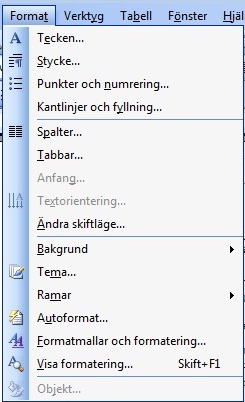 Format Verktyg Tabell Fönster Hjäl
Tecken...
Stycke...
Punkter och numrering...
Kantlinjer och fyllning...
Spalter...
Tabbar...
Anfang...
Textorientering...
Ändra skiftläge...
Bakgrund
Tema...
Ramar
Autoformat...
Formatmallar och formatering...
Visa formatering... Skift+F1
Objekt...